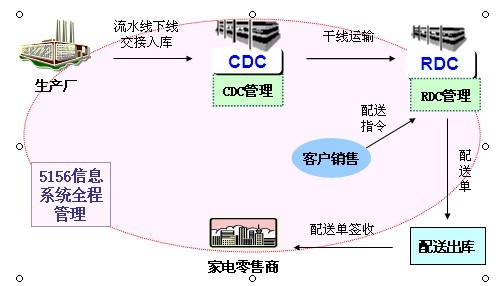 流水线下线
交接入库
干线运输
CDC
RDC
生产厂
CDC管理
RDC管理
配送
指令
客户销售
配
送
单
5156信息
系统全程
管理
配送单签收
配送出库
家电零售商